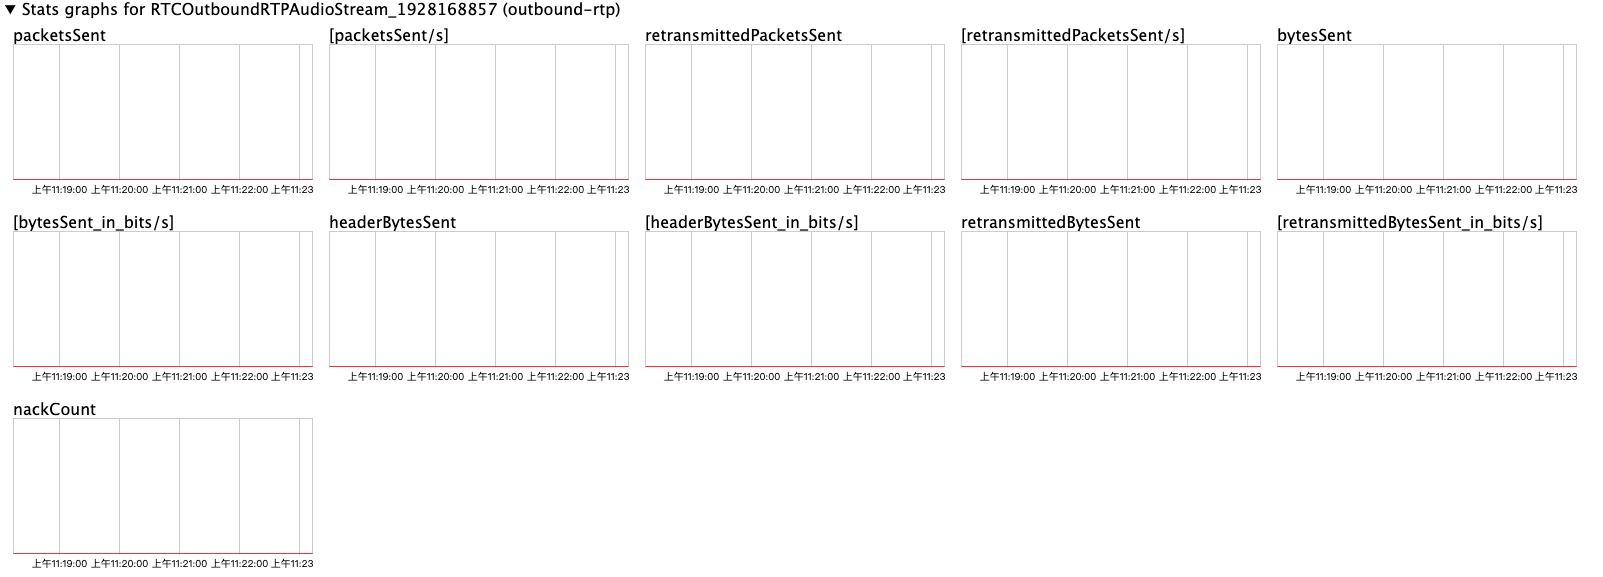 ▼ Stats graphs for RTCOutboundRTPAudioStream_1928168857 (outbound-rtp)
packetsSent [packetsSent/s] retransmittedPacketsSent [retransmittedPacketsSent/s] bytesSent
上午11:19:00 上午11:20:00 上午11:21:00 上午11:22:00 上午11:23 上午11:19:00 上午11:20:00 上午11:21:00 上午11:22:00 上午11:23 上午11:19:00 上午11:20:00 上午11:21:00 上午11:22:00 上午11:23 上午11:19:00 上午11:20:00 上午11:21:00 上午11:22:00 上午11:23 上午11:19:00 上午11:20:00 上午11:21:00 上午11:22:00 上午11:23
[bytesSent_in_bits/s] headerBytesSent [headerBytesSent_in_bits/s] retransmittedBytesSent [retransmittedBytesSent_in_bits/s]
上午11:19:00 上午11:20:00 上午11:21:00 上午11:22:00 上午11:23 上午11:19:00 上午11:20:00 上午11:21:00 上午11:22:00 上午11:23 上午11:19:00 上午11:20:00 上午11:21:00 上午11:22:00 上午11:23 上午11:19:00 上午11:20:00 上午11:21:00 上午11:22:00 上午11:23 上午11:19:00 上午11:20:00 上午11:21:00 上午11:22:00 上午11:23
nackCount
上午11:19:00 上午11:20:00 上午11:21:00 上午11:22:00 上午11:23